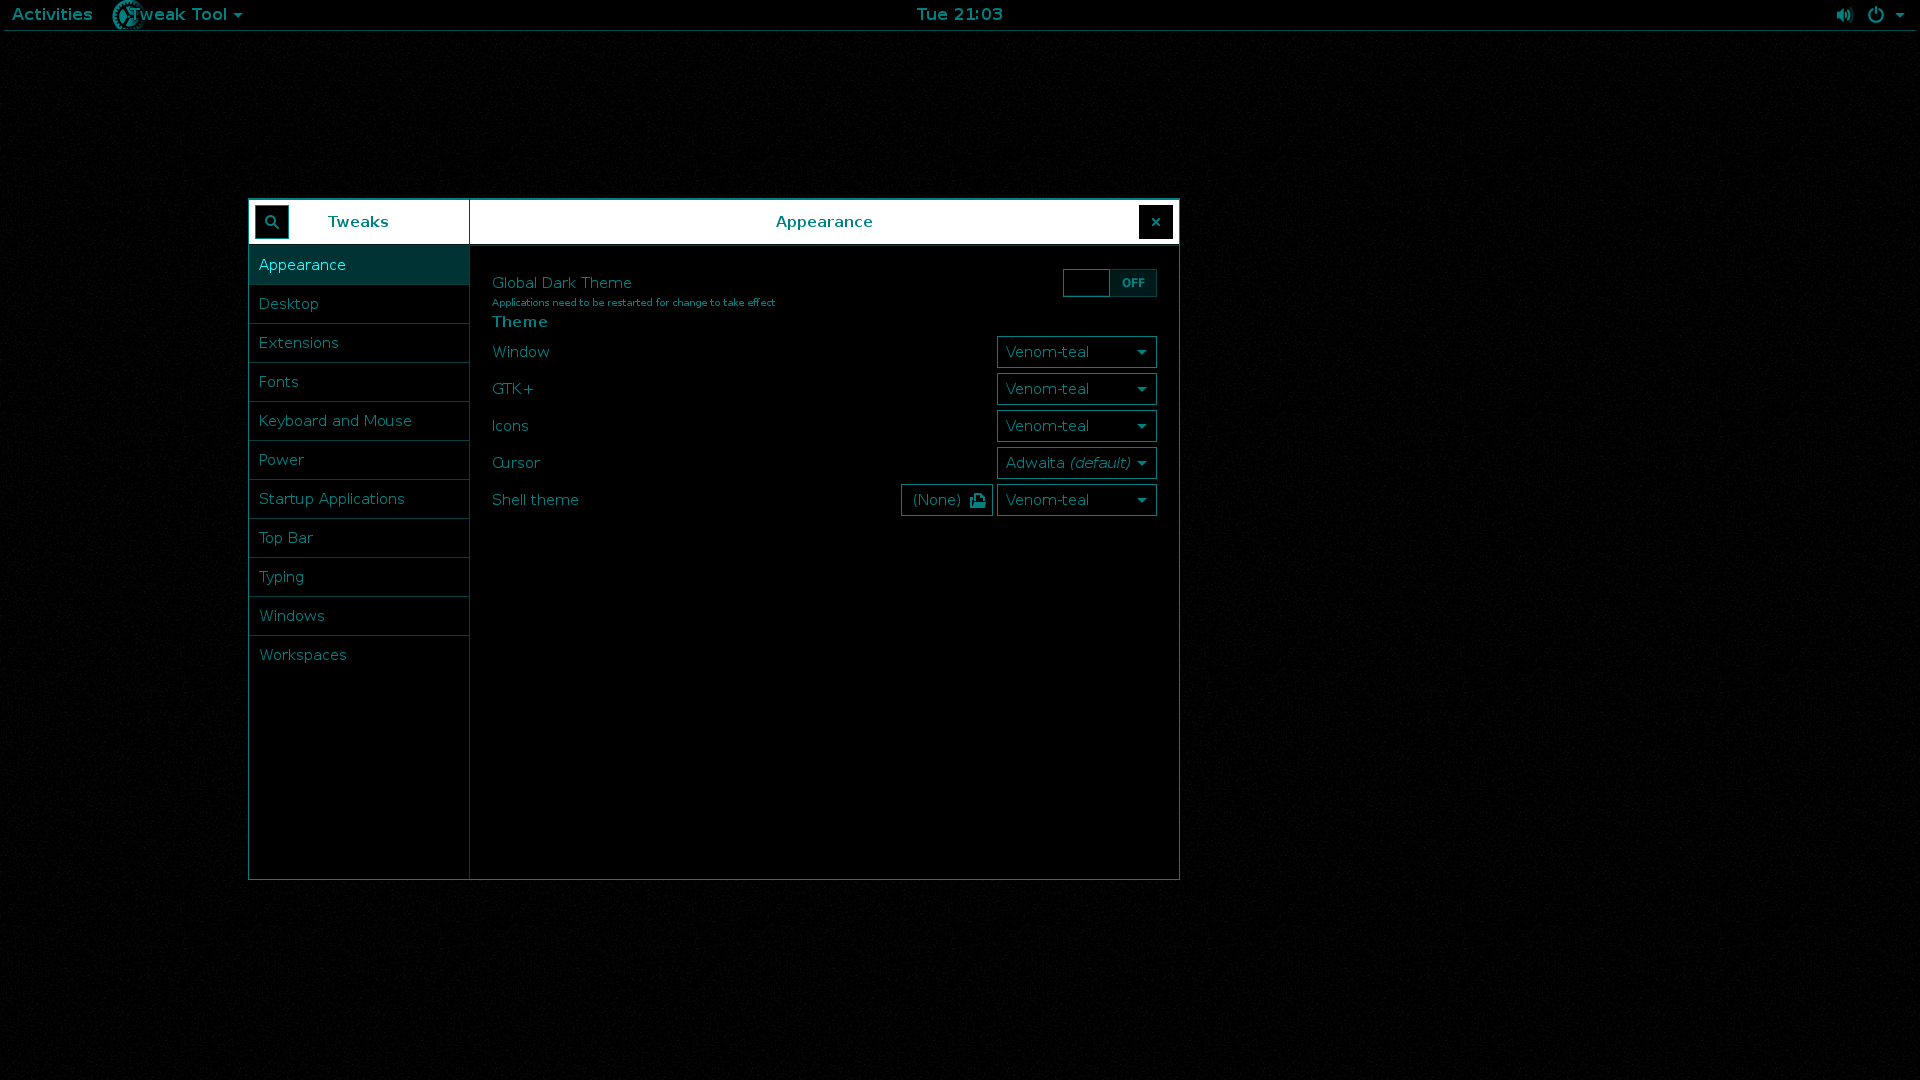 Activities Tweak Tool Tue 21:03
Tweaks Appearance
Appearance
Desktop
Extensions
Fonts
Keyboard and Mouse
Power
Startup Applications
Top Bar
Typing
Windows
Workspaces
Global Dark Theme OFF
Applications need to be restarted for change to take effect
Theme
Window Venom-teal
GTK+ Venom-teal
Icons Venom-teal
Cursor Adwaita (default)
Shell theme (None) Venom-teal